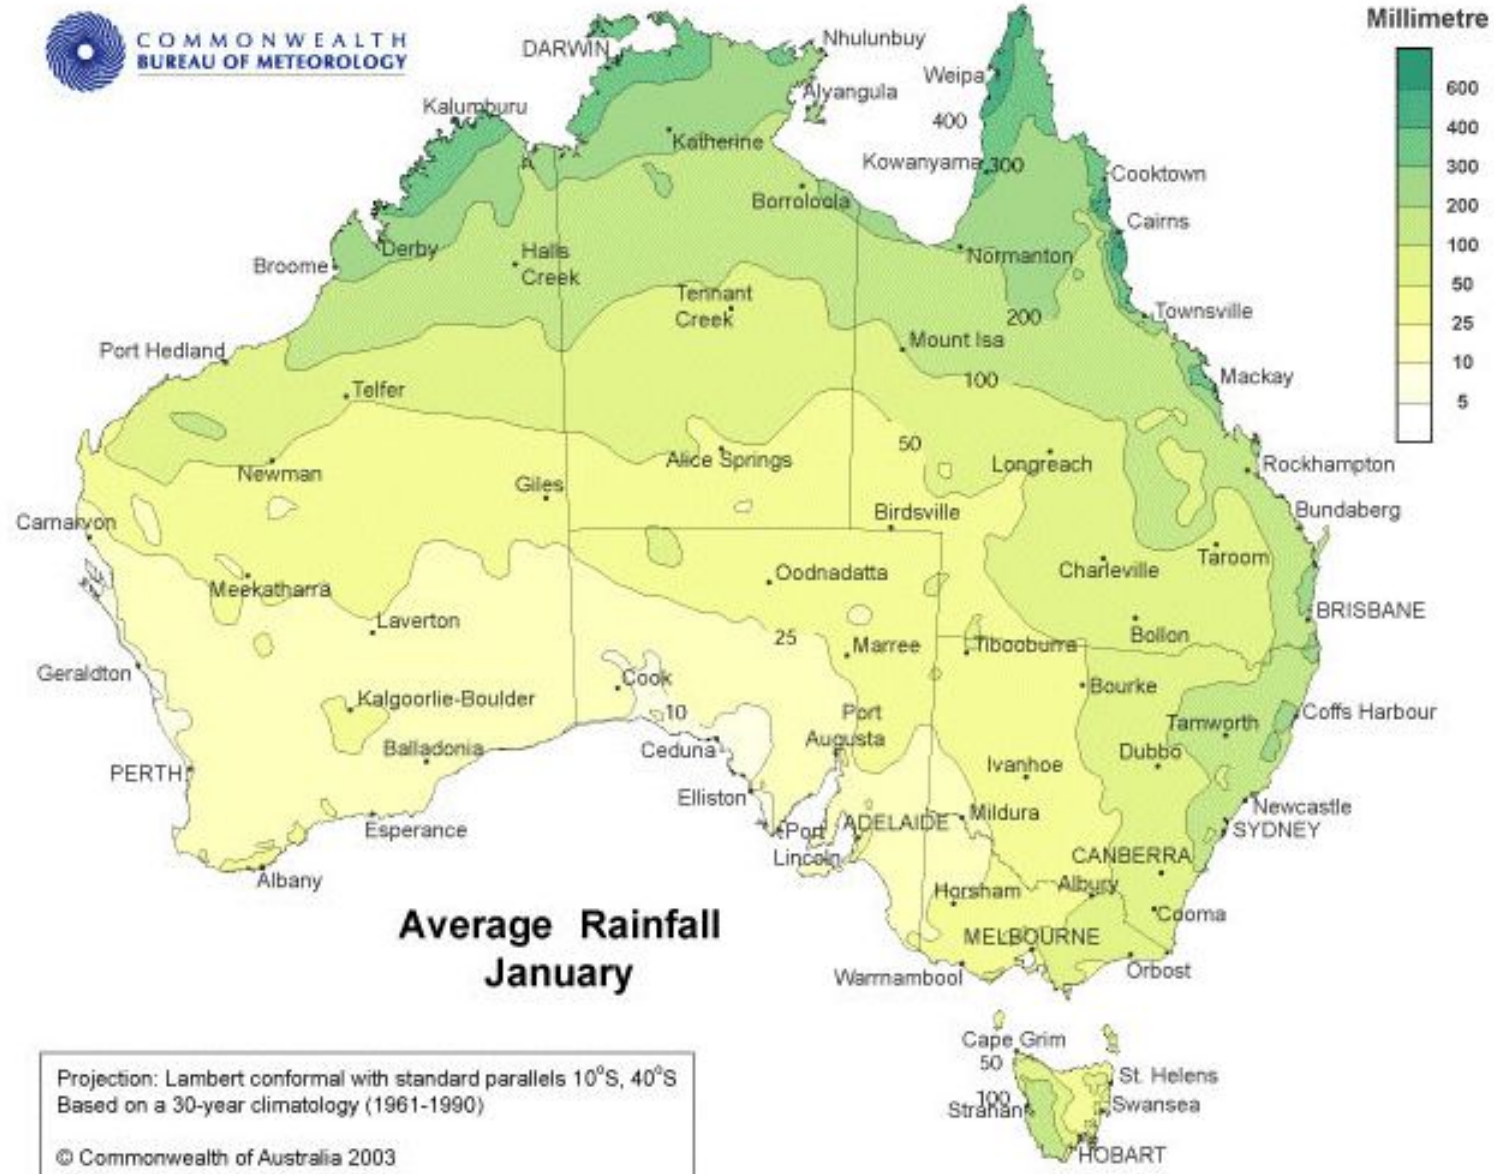 COMMONWEALTH
BUREAU OF METEOROLOGY
Millimetre
600
400
300
200
100
50
25
10
5
DARWIN
Nhulunbuy
Weipa
Alyangula
Kalumburu
400
Katherine
Kowanyama
300
Cooktown
Borroloola
Cairns
Derby
Halls
Creek
Normanton
Broome
Tennant
Creek
200
Townsville
Mount Isa
Port Hedland
100
Mackay
Telfer
50
Alice Springs
Longreach
Rockhampton
Newman
Giles
Birdsville
Bundaberg
Carnarvon
Taroom
Charleville
Oodnadatta
Meekatharra
BRISBANE
Laverton
25
Bollon
Marree
Tibooburra
Geraldton
Cook
Bourke
Kalgoorlie-Boulder
10
Port
Augusta
Coffs Harbour
Tamworth
Balladonia
Ceduna
Dubbo
PERTH
Ivanhoe
Elliston
Newcastle
Mildura
ADELAIDE
Esperance
Port
Lincoln
SYDNEY
CANBERRA
Albany
Horsham
Albury
Cooma
MELBOURNE
Warrnambool
Orbost
Average Rainfall
January
Cape Grim
50
St. Helens
100
Strahan
Swansea
HOBART
Projection: Lambert conformal with standard parallels 10°S, 40°S
Based on a 30-year climatology (1961-1990)
© Commonwealth of Australia 2003